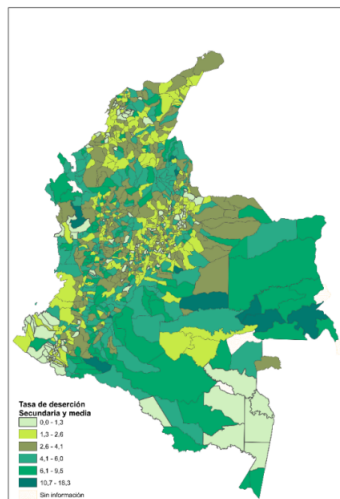 Tasa de deserción
Secundaria y media
0,0 - 1,3
1,3 - 2,6
2,6 - 4,1
4,1 - 6,0
6,1 - 9,5
10,7 - 18,3
Sin información